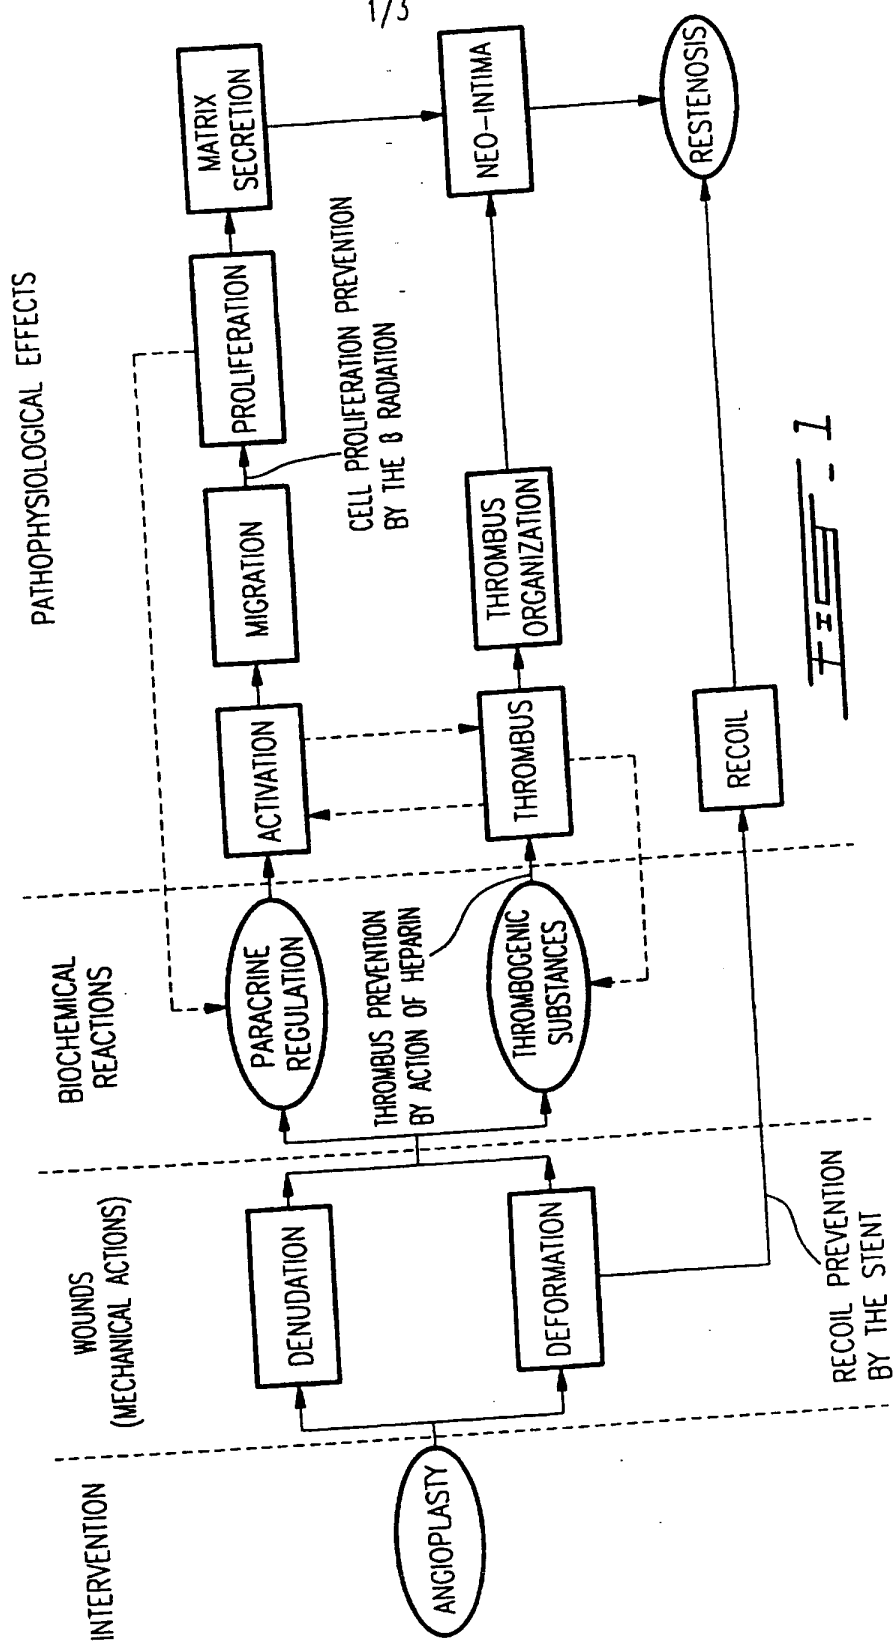 1/3
INTERVENTION
WOUNDS
(MECHANICAL ACTIONS)
BIOCHEMICAL
REACTIONS
PATHOPHYSIOLOGICAL EFFECTS
ANGIOPLASTY
DENUDATION
DEFORMATION
PARACRINE
REGULATION
THROMBUS PREVENTION
BY ACTION OF HEPARIN
THROMBOGENIC
SUBSTANCES
ACTIVATION
MIGRATION
PROLIFERATION
MATRIX
SECRETION
CELL PROLIFERATION PREVENTION
BY THE β RADIATION
THROMBUS
THROMBUS
ORGANIZATION
NEO-INTIMA
RECOIL
RESTENOSIS
RECOIL PREVENTION
BY THE STENT
Fig-1